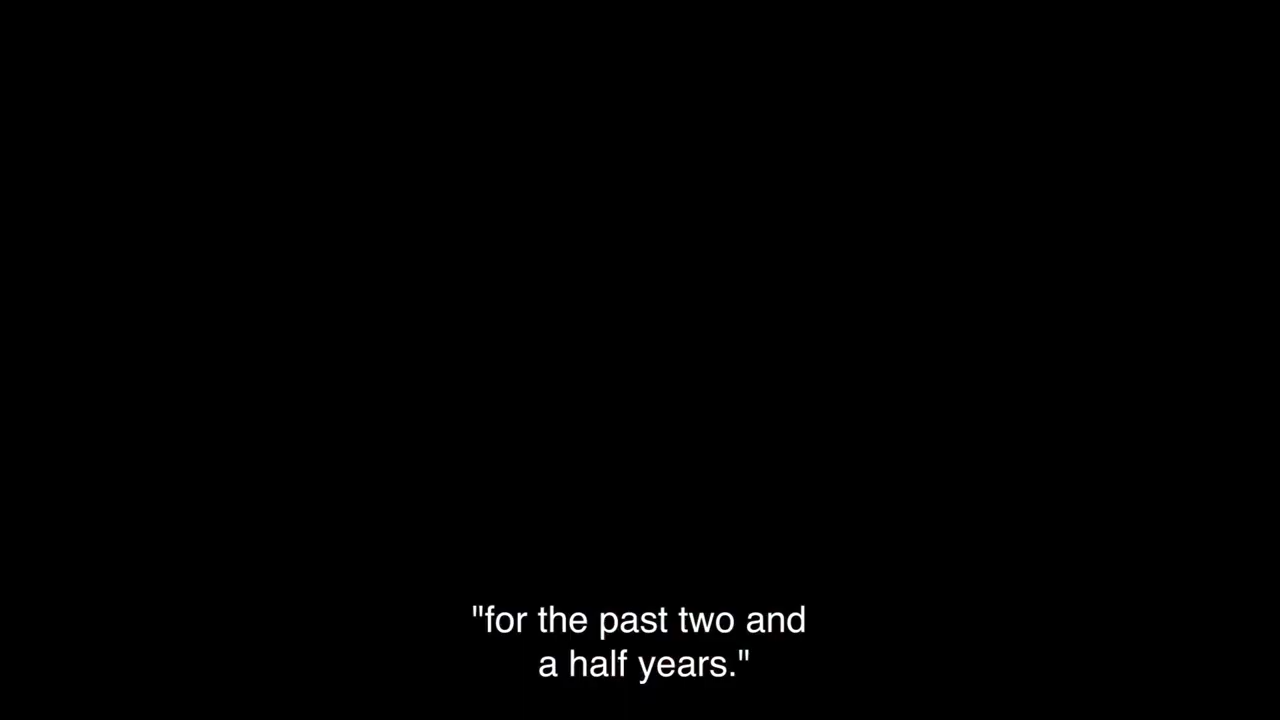 "for the past two and
a half years."